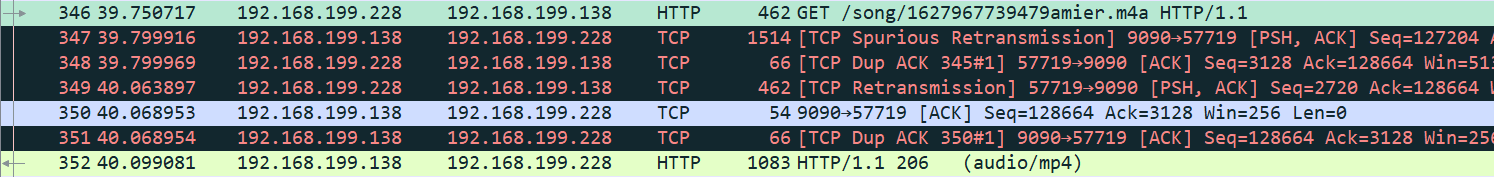 346 39.750717 192.168.199.228 192.168.199.138 HTTP 462 GET /song/1627967739479amier.m4a HTTP/1.1
347 39.799916 192.168.199.138 192.168.199.228 TCP 1514 [TCP Spurious Retransmission] 9090→57719 [PSH, ACK] Seq=127204 A
348 39.799969 192.168.199.228 192.168.199.138 TCP 66 [TCP Dup ACK 345#1] 57719→9090 [ACK] Seq=3128 Ack=128664 Win=513
349 40.063897 192.168.199.228 192.168.199.138 TCP 462 [TCP Retransmission] 57719→9090 [PSH, ACK] Seq=2720 Ack=128664 W
350 40.068953 192.168.199.138 192.168.199.228 TCP 54 9090→57719 [ACK] Seq=128664 Ack=3128 Win=256 Len=0
351 40.068954 192.168.199.138 192.168.199.228 TCP 66 [TCP Dup ACK 350#1] 9090→57719 [ACK] Seq=128664 Ack=3128 Win=256
352 40.099081 192.168.199.138 192.168.199.228 HTTP 1083 HTTP/1.1 206 (audio/mp4)